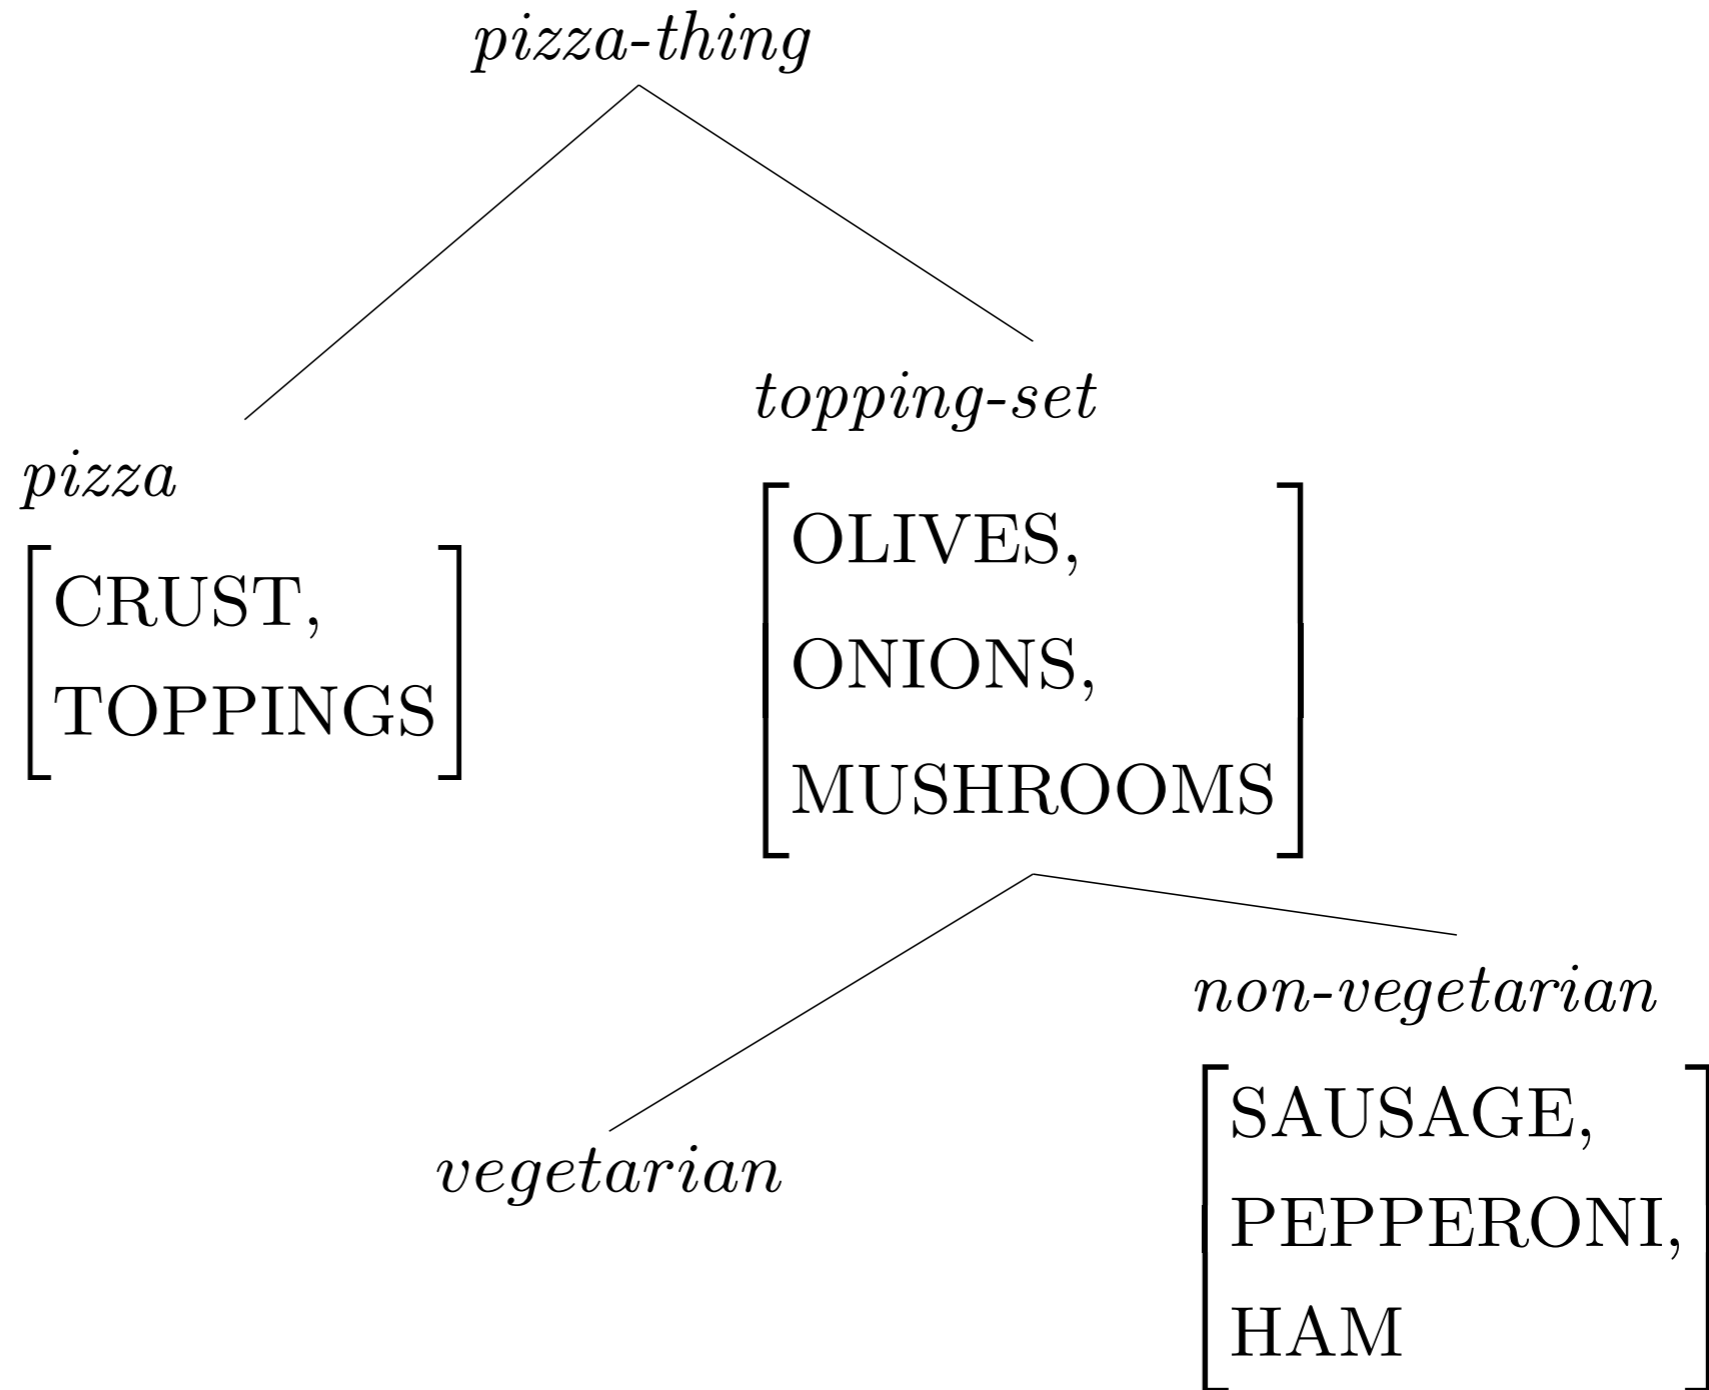 pizza-thing
pizza
CRUST,
TOPPINGS
topping-set
OLIVES,
ONIONS,
MUSHROOMS
vegetarian
non-vegetarian
SAUSAGE,
PEPPERONI,
HAM